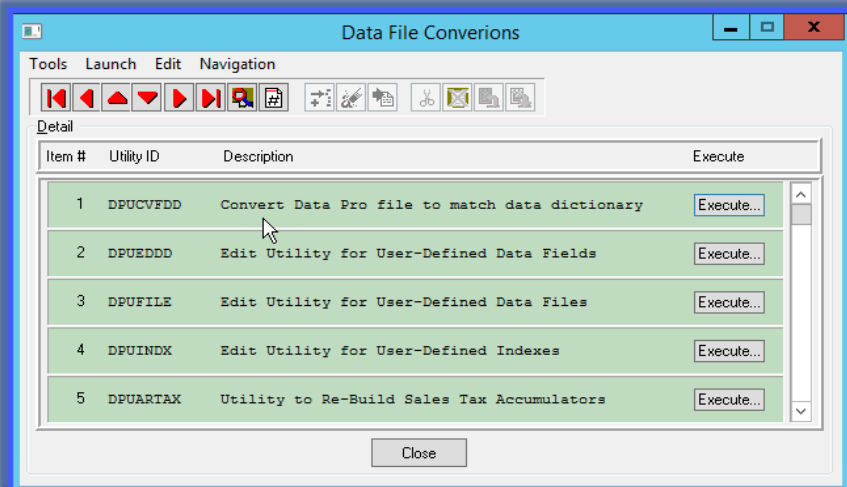 Data File Converions
Tools Launch Edit Navigation
Detail
Item # Utility ID Description Execute
1 DPUCVFDD Convert Data Pro file to match data dictionary Execute...
2 DPUEDDD Edit Utility for User-Defined Data Fields Execute...
3 DPUFILE Edit Utility for User-Defined Data Files Execute...
4 DPUINDX Edit Utility for User-Defined Indexes Execute...
5 DPUARTAX Utility to Re-Build Sales Tax Accumulators Execute...
Close